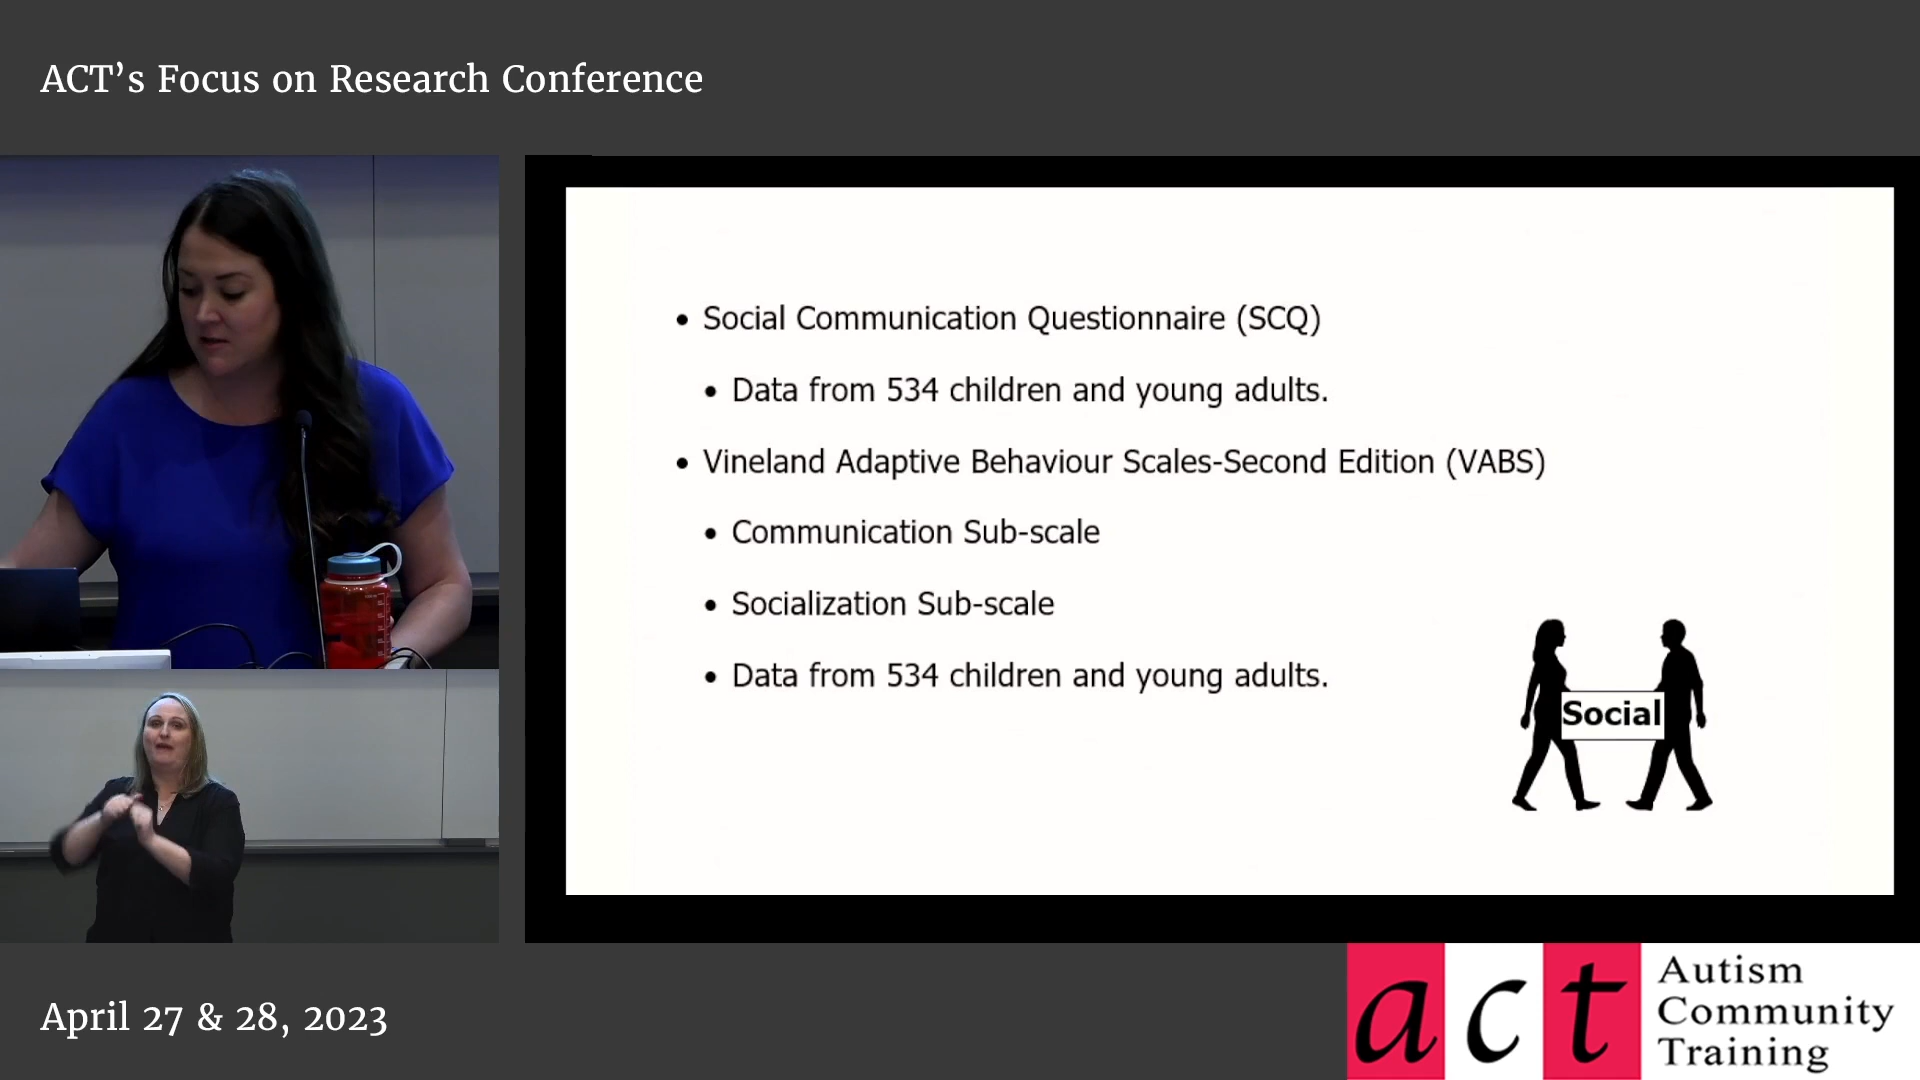 ACT’s Focus on Research Conference
• Social Communication Questionnaire (SCQ)
• Data from 534 children and young adults.
• Vineland Adaptive Behaviour Scales-Second Edition (VABS)
• Communication Sub-scale
• Socialization Sub-scale
• Data from 534 children and young adults.
Social
April 27 & 28, 2023
act
Autism
Community
Training